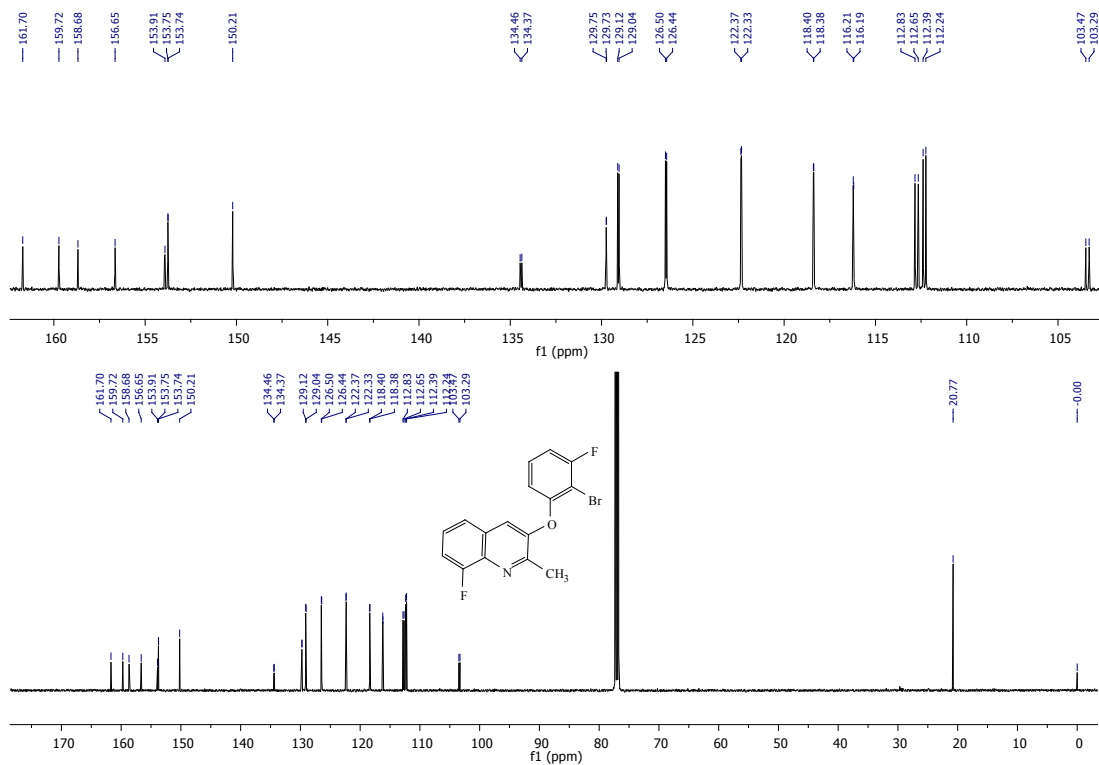 161.70 159.72 158.68 156.65 153.91 153.75 153.74 150.21 134.46 134.37 129.75 129.73 129.12 129.04 126.50 126.44 122.37 122.33 118.40 118.38 116.21 116.19 112.83 112.65 112.39 112.24 103.47 103.29
160 155 150 145 140 135 130 125 120 115 110 105
f1 (ppm)
161.70 159.72 158.68 156.65 153.91 153.75 153.74 150.21 134.46 134.37 129.12 129.04 126.50 126.44 122.37 122.33 118.40 118.38 112.83 112.65 112.39 112.24 103.47 103.29 20.77 -0.00
F
Br
O
N
CH3
F
170 160 150 140 130 120 110 100 90 80 70 60 50 40 30 20 10 0
f1 (ppm)